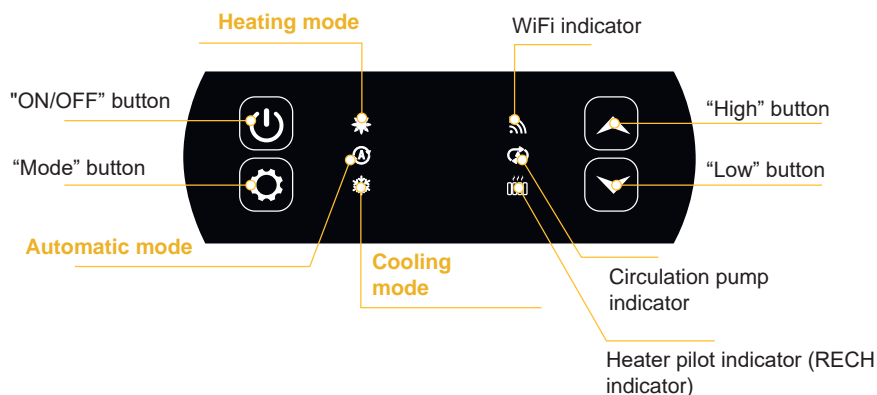 Heating mode
WiFi indicator
"ON/OFF” button
“High” button
“Mode” button
“Low” button
A
Automatic mode
Cooling
mode
Circulation pump
indicator
Heater pilot indicator (RECH
indicator)